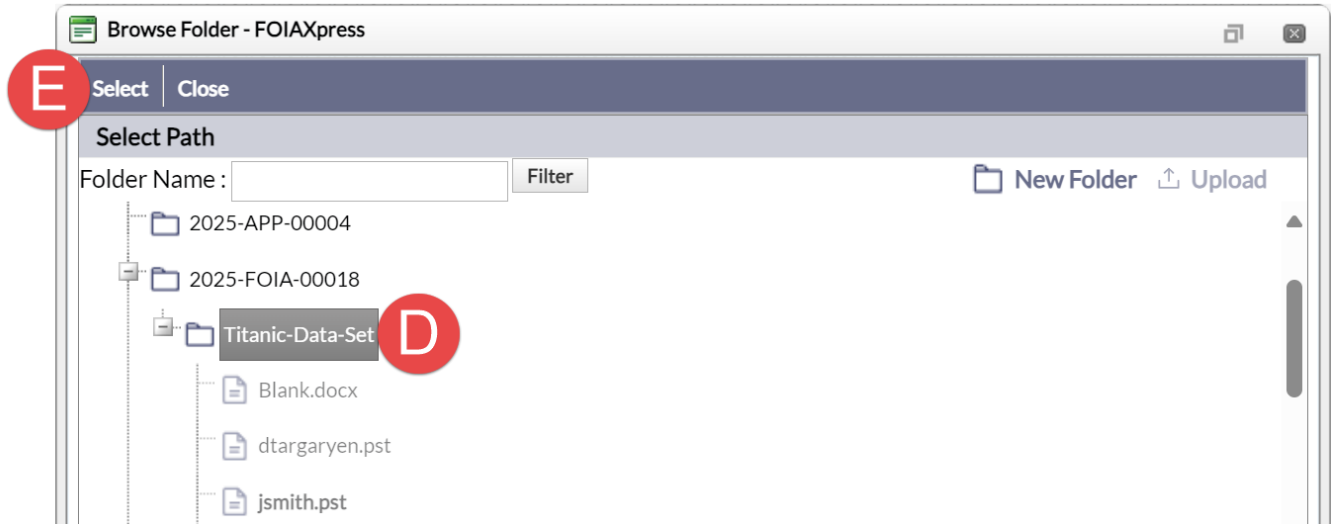 Browse Folder - FOIAXpress
E
Select Close
Select Path
Folder Name : Filter New Folder Upload
2025-APP-00004
2025-FOIA-00018
Titanic-Data-Set D
Blank.docx
dtargaryen.pst
jsmith.pst